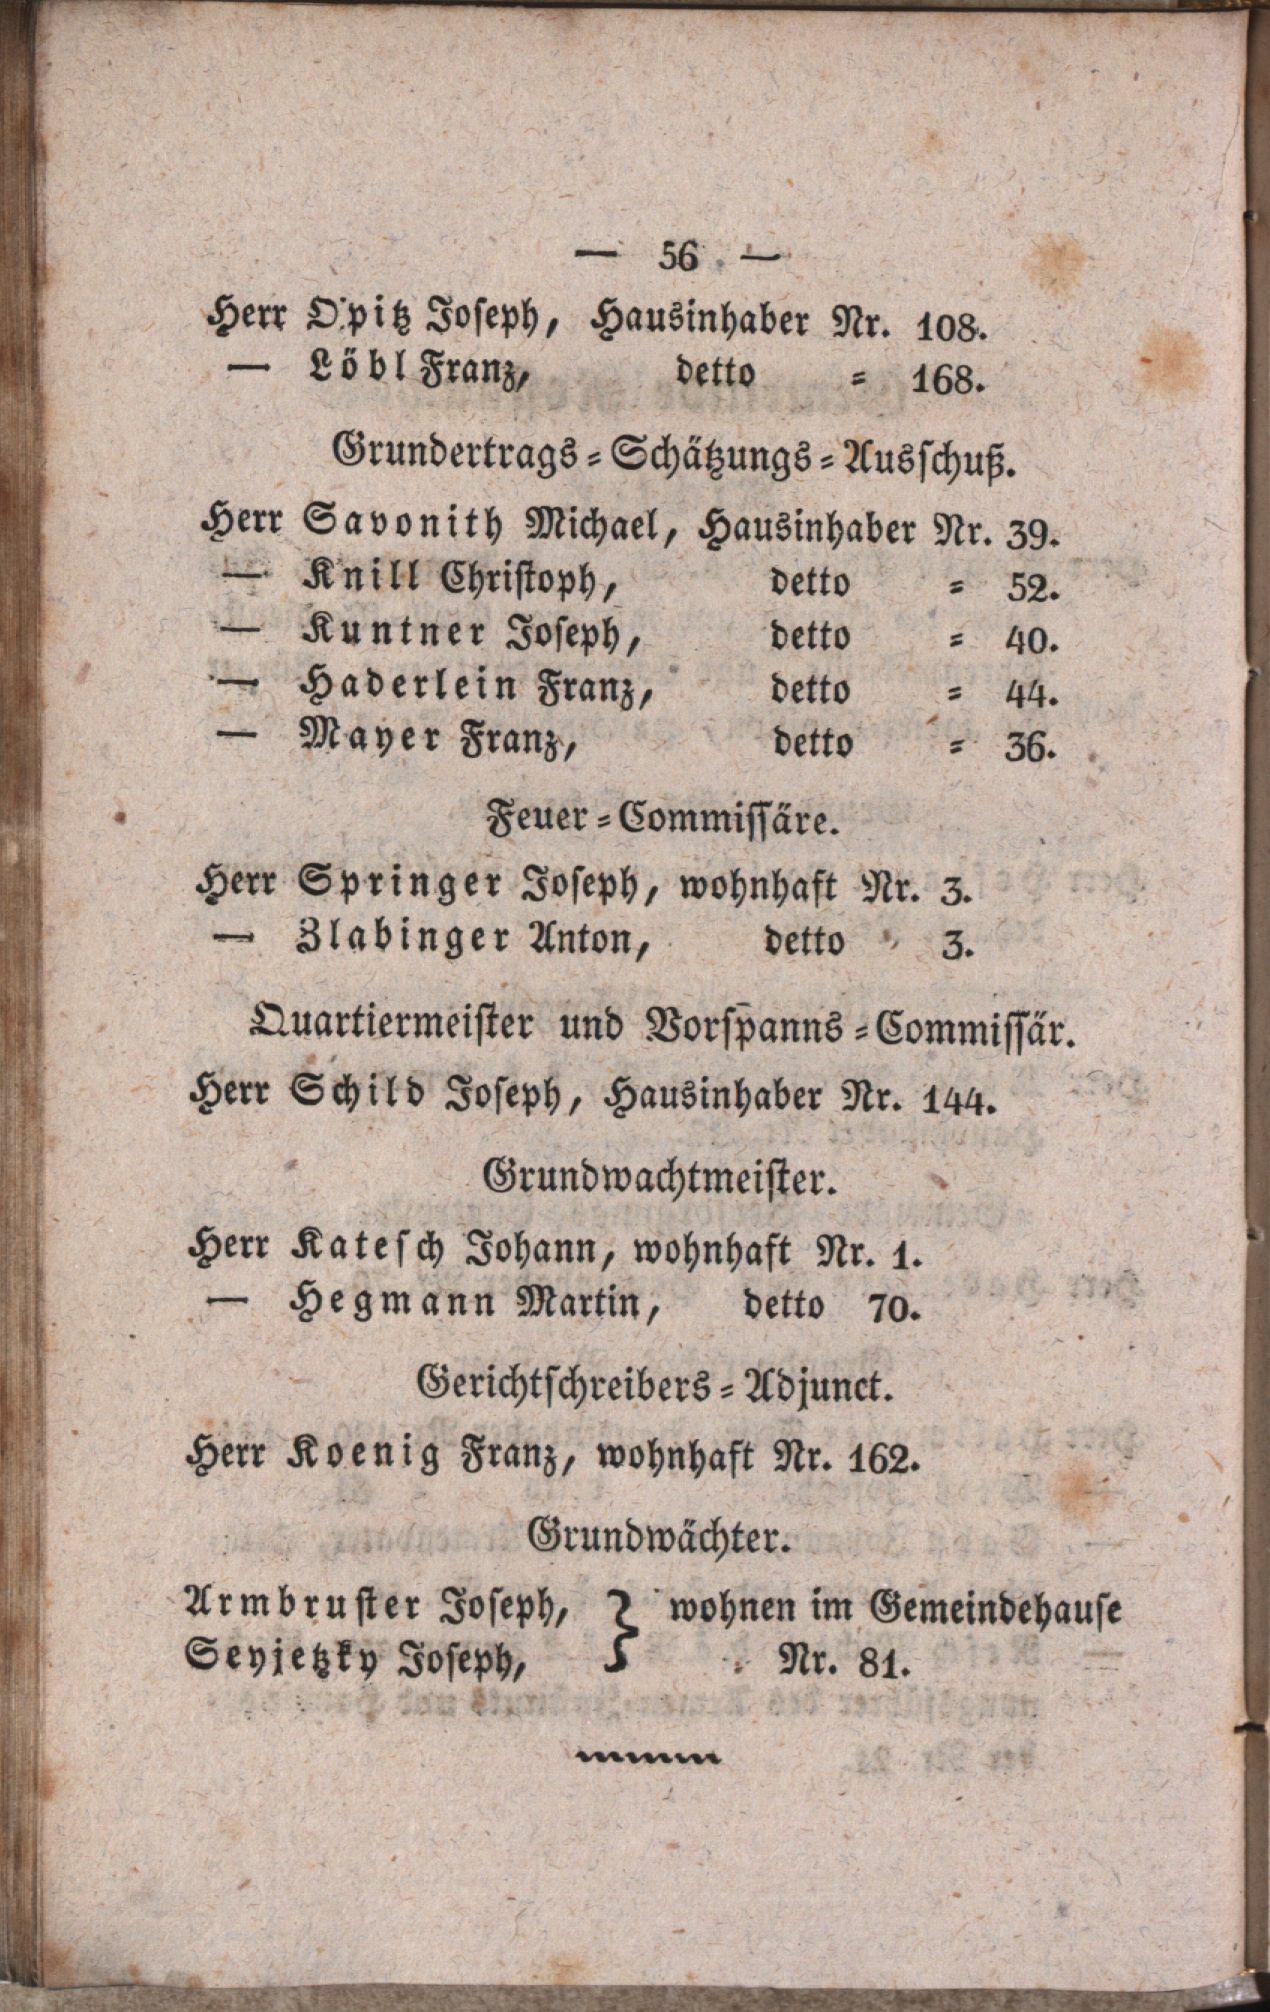 — 56 —
Herr Opitz Joseph, Hausinhaber Nr. 108.
— Löbl Franz, detto = 168.
Grundertrags=Schätzungs=Ausschuß.
Herr Savonith Michael, Hausinhaber Nr. 39.
— Knill Christoph, detto = 52.
— Kuntner Joseph, detto = 40.
— Haderlein Franz, detto = 44.
— Mayer Franz, detto = 36.
Feuer=Commissäre.
Herr Springer Joseph, wohnhaft Nr. 3.
— Zlabinger Anton, detto 3.
Quartiermeister und Vorspanns=Commissär.
Herr Schild Joseph, Hausinhaber Nr. 144.
Grundwachtmeister.
Herr Katesch Johann, wohnhaft Nr. 1.
— Hegmann Martin, detto 70.
Gerichtschreibers=Adjunct.
Herr Koenig Franz, wohnhaft Nr. 162.
Grundwächter.
Armbruster Joseph, } wohnen im Gemeindehause
Seyjetzky Joseph, Nr. 81.